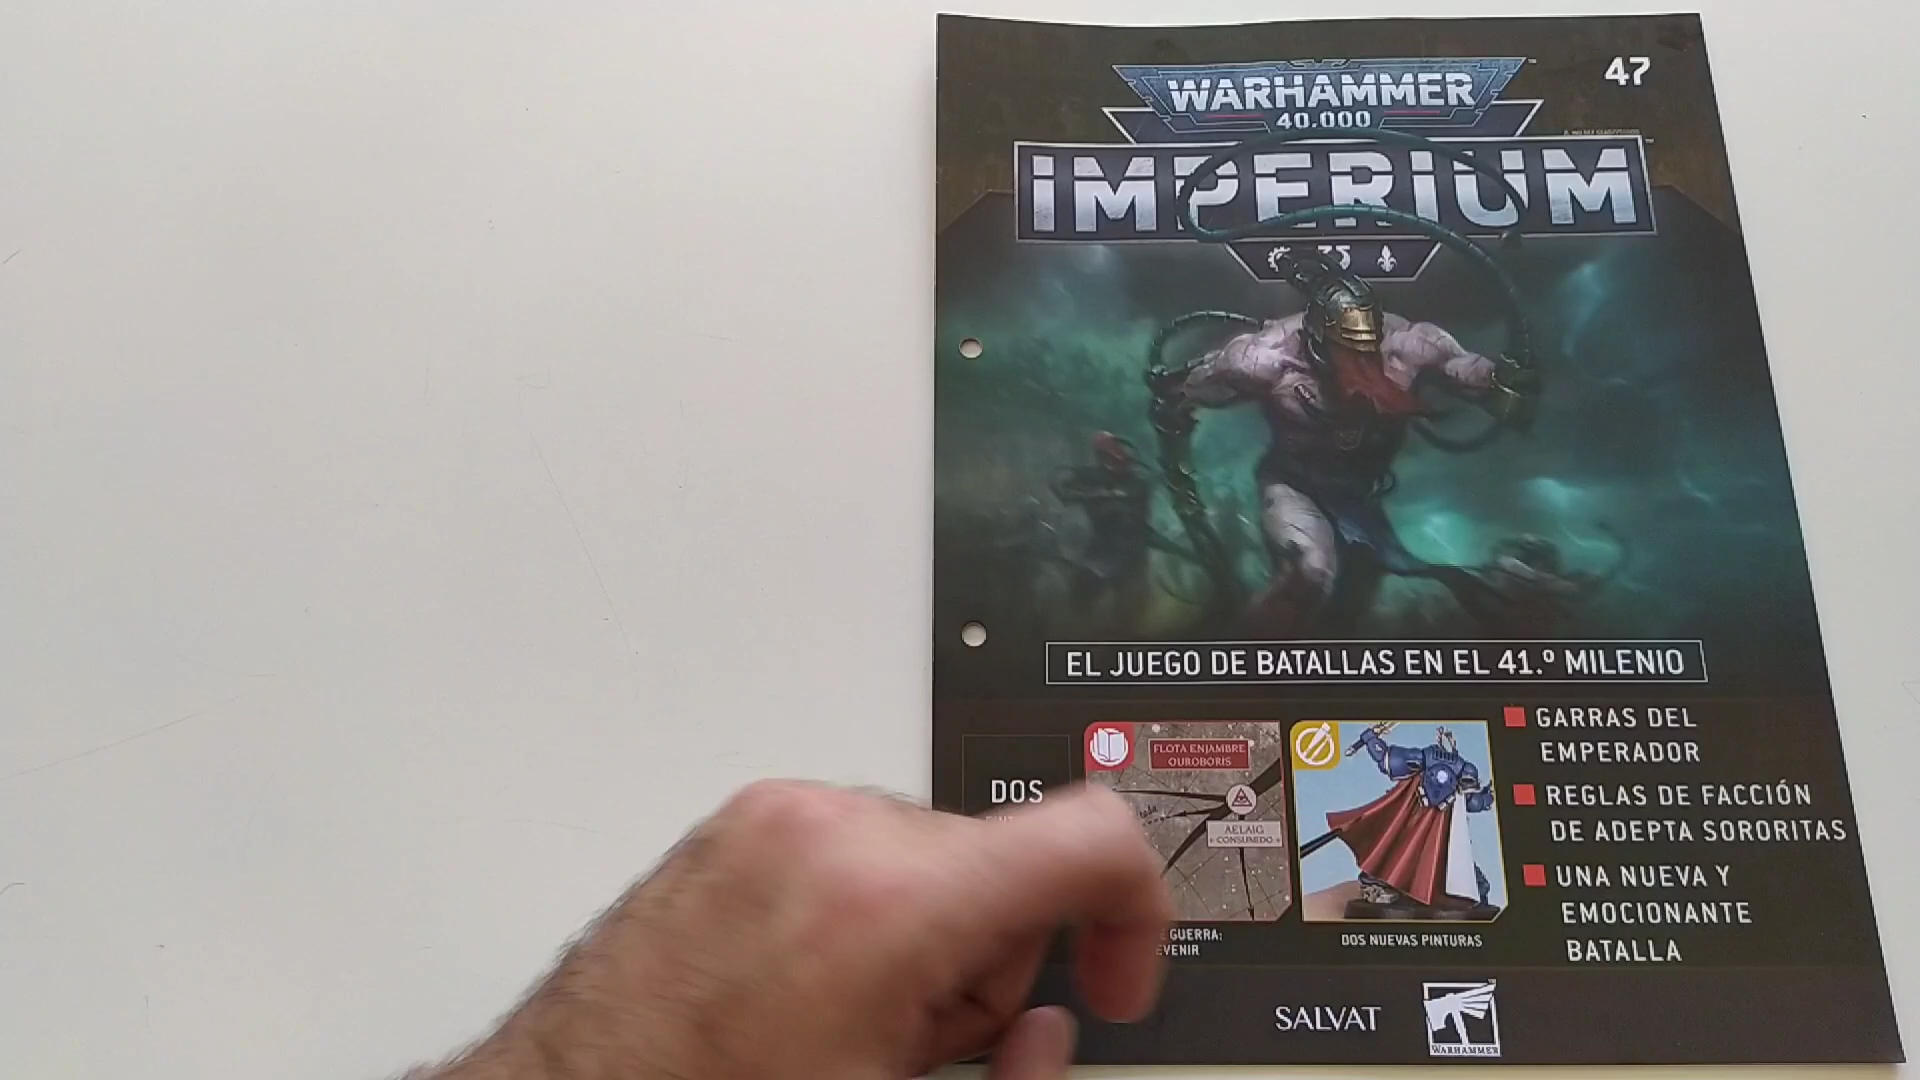 47
WARHAMMER
40.000
IMPERIUM
EL JUEGO DE BATALLAS EN EL 41.º MILENIO
DOS
FLOTA ENJAMBRE
OUROBORIS
AELAIG
CONSUMIDO
GUERRA:
DOS NUEVAS PINTURAS
GARRAS DEL
EMPERADOR
REGLAS DE FACCIÓN
DE ADEPTA SORORITAS
UNA NUEVA Y
EMOCIONANTE
BATALLA
SALVAT
WARHAMMER